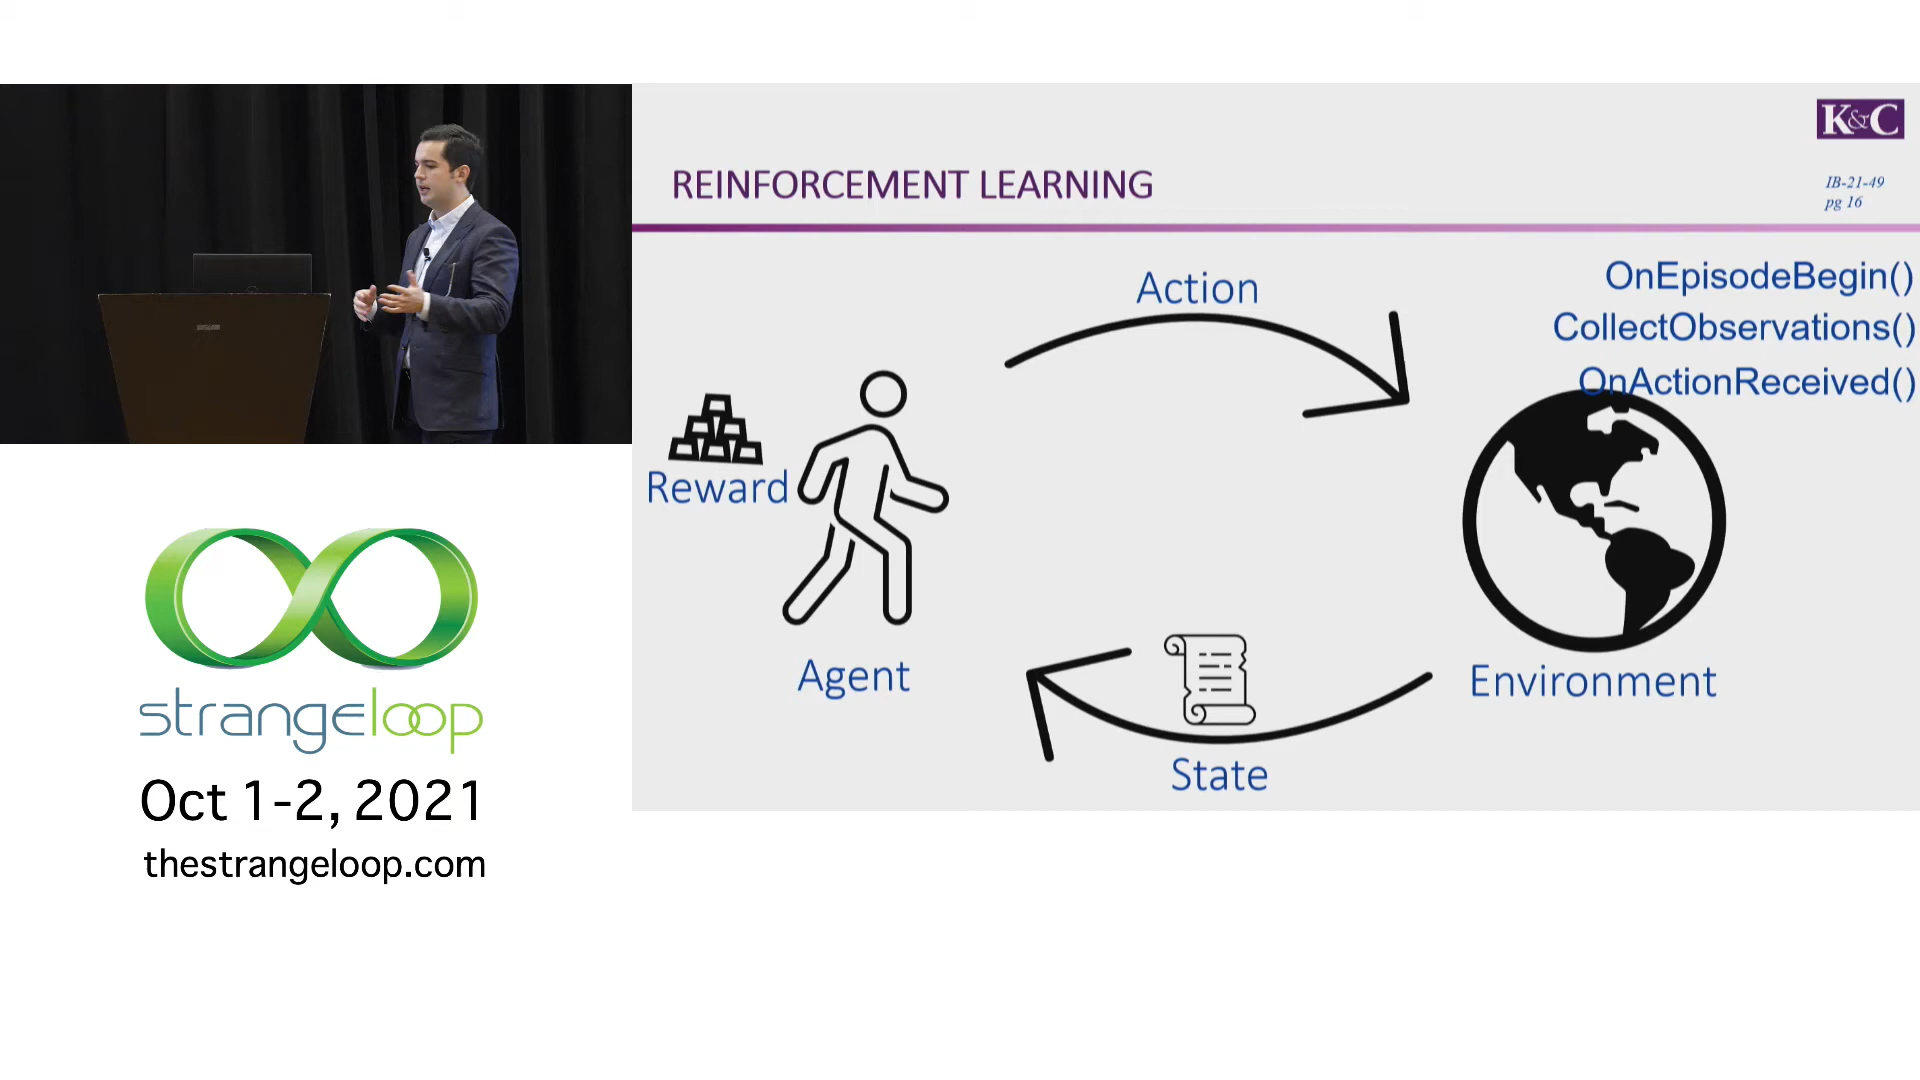 K&C
REINFORCEMENT LEARNING
IB-21-49
pg 16
Action
OnEpisodeBegin()
CollectObservations()
OnActionReceived()
Reward
Agent
Environment
State
strangeloop
Oct 1-2, 2021
thestrangeloop.com